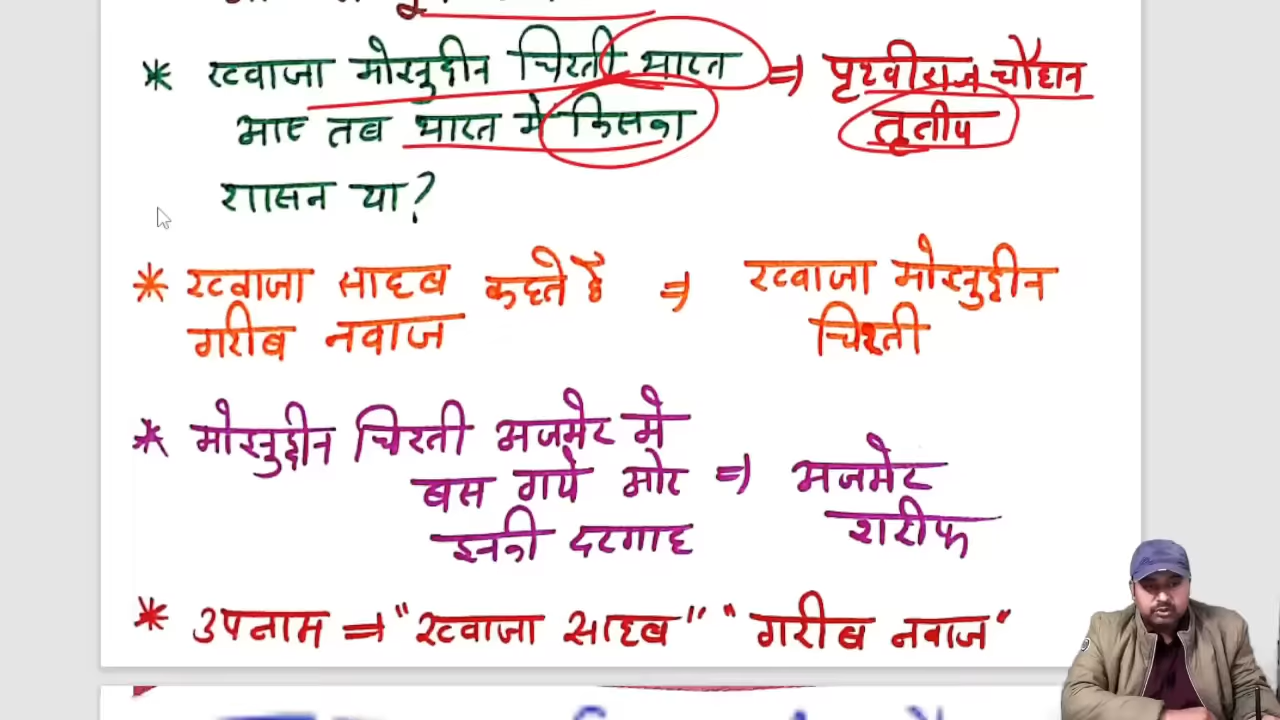 * ख्वाजा मोइनुद्दीन चिश्ती भारत ⇒ पृथ्वीराज चौहान
आए तब भारत मे किसका तृतीय
शासन था?
* ख्वाजा साहब कहते है ⇒ ख्वाजा मोइनुद्दीन
गरीब नवाज चिश्ती
* मोइनुद्दीन चिश्ती अजमेर मे
बस गये और ⇒ अजमेर
इनकी दरगाह शरीफ
* उपनाम ⇒ "ख्वाजा साहब" "गरीब नवाज"